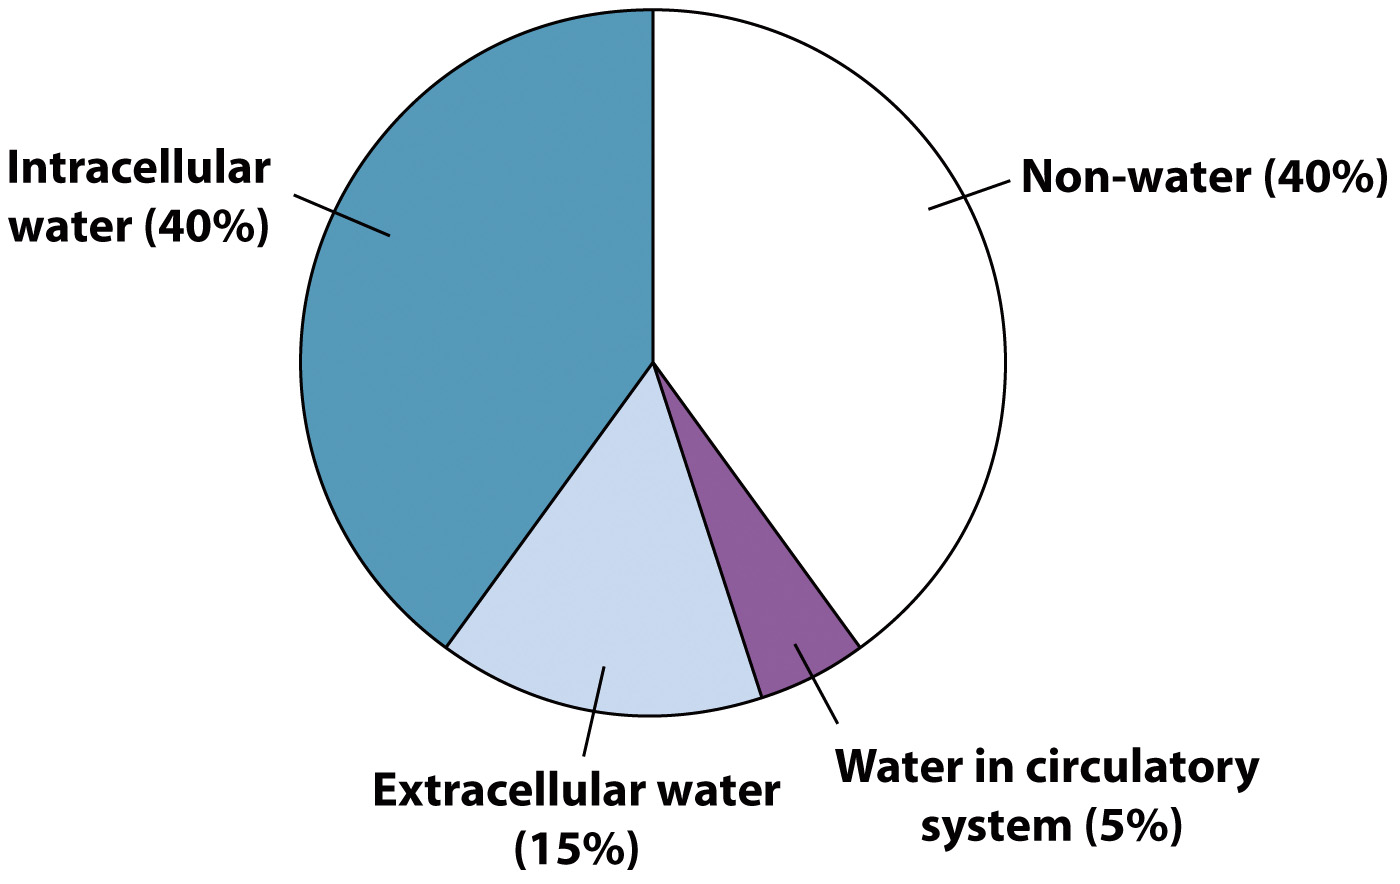 Intracellular
water (40%)
Non-water (40%)
Extracellular water
(15%)
Water in circulatory
system (5%)